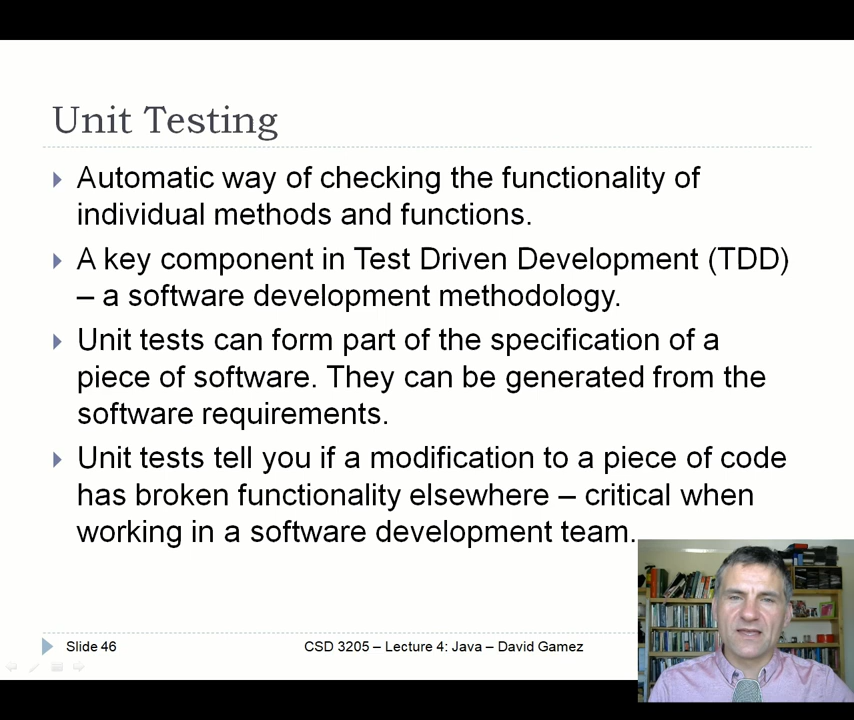 Unit Testing
Automatic way of checking the functionality of
individual methods and functions.
A key component in Test Driven Development (TDD)
– a software development methodology.
Unit tests can form part of the specification of a
piece of software. They can be generated from the
software requirements.
Unit tests tell you if a modification to a piece of code
has broken functionality elsewhere – critical when
working in a software development team.
Slide 46
CSD 3205 – Lecture 4: Java – David Gamez